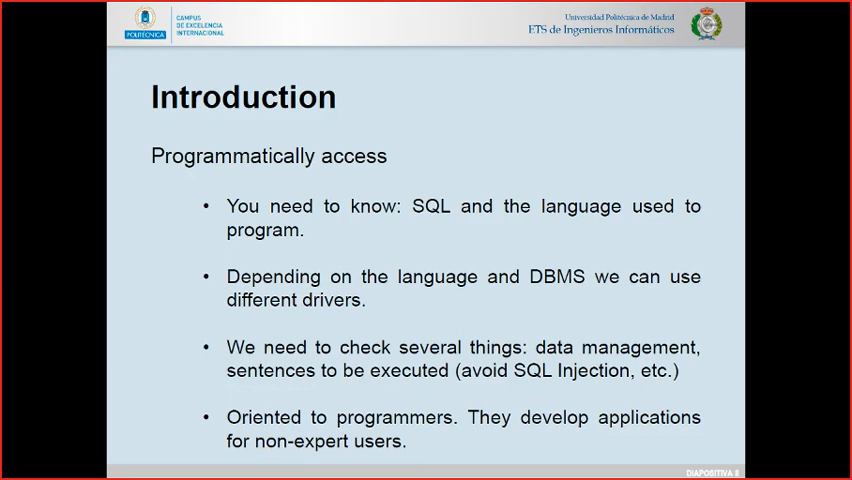 POLITÉCNICA
CAMPUS
DE EXCELENCIA
INTERNACIONAL
Universidad Politécnica de Madrid
ETS de Ingenieros Informáticos
Introduction
Programmatically access
• You need to know: SQL and the language used to
program.
• Depending on the language and DBMS we can use
different drivers.
• We need to check several things: data management,
sentences to be executed (avoid SQL Injection, etc.)
• Oriented to programmers. They develop applications
for non-expert users.
DIAPOSITIVA 8